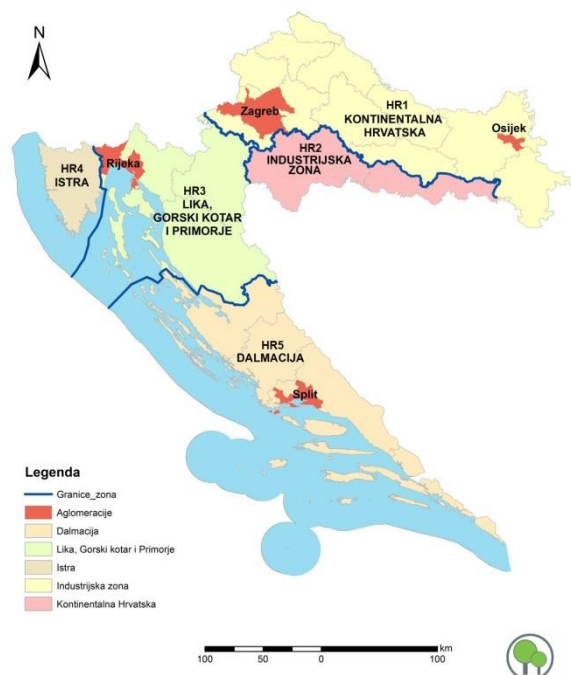 N
Zagreb
HR1
KONTINENTALNA
HRVATSKA
Osijek
HR2
INDUSTRIJSKA
ZONA
HR4
ISTRA
Rijeka
HR3
LIKA,
GORSKI KOTAR
I PRIMORJE
HR5
DALMACIJA
Split
Legenda
Granice_zona
Aglomeracije
Dalmacija
Lika, Gorski kotar i Primorje
Istra
Industrijska zona
Kontinentalna Hrvatska
km
100 50 0 100